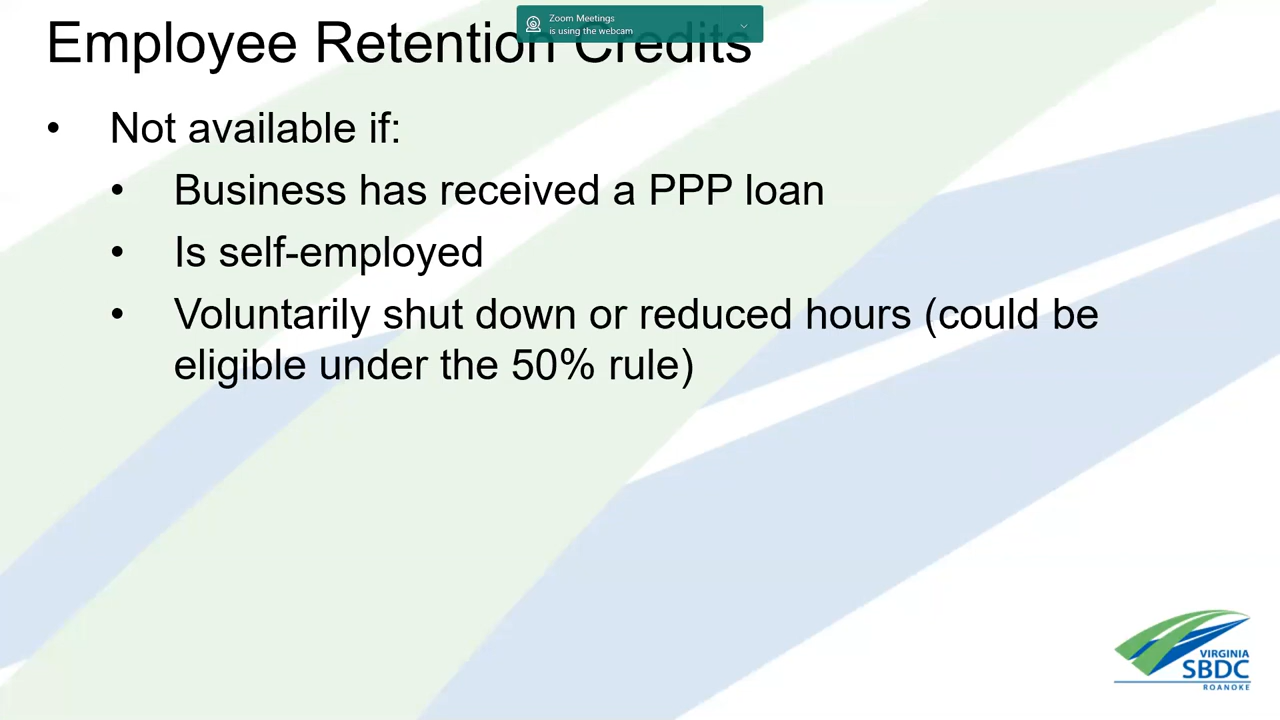 Employee Retention Credits
Zoom Meetings
is using the webcam
• Not available if:
• Business has received a PPP loan
• Is self-employed
• Voluntarily shut down or reduced hours (could be
eligible under the 50% rule)
VIRGINIA
SBDC
ROANOKE